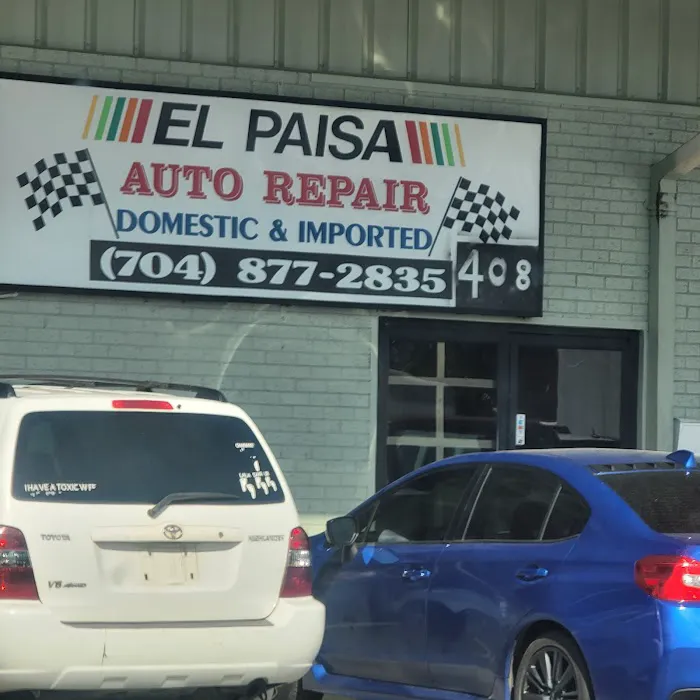 EL PAISA
AUTO REPAIR
DOMESTIC & IMPORTED
(704) 877-2835
408
I HAVE A TOXIC WIFE
TOYOTA
HIGHLANDER
V6